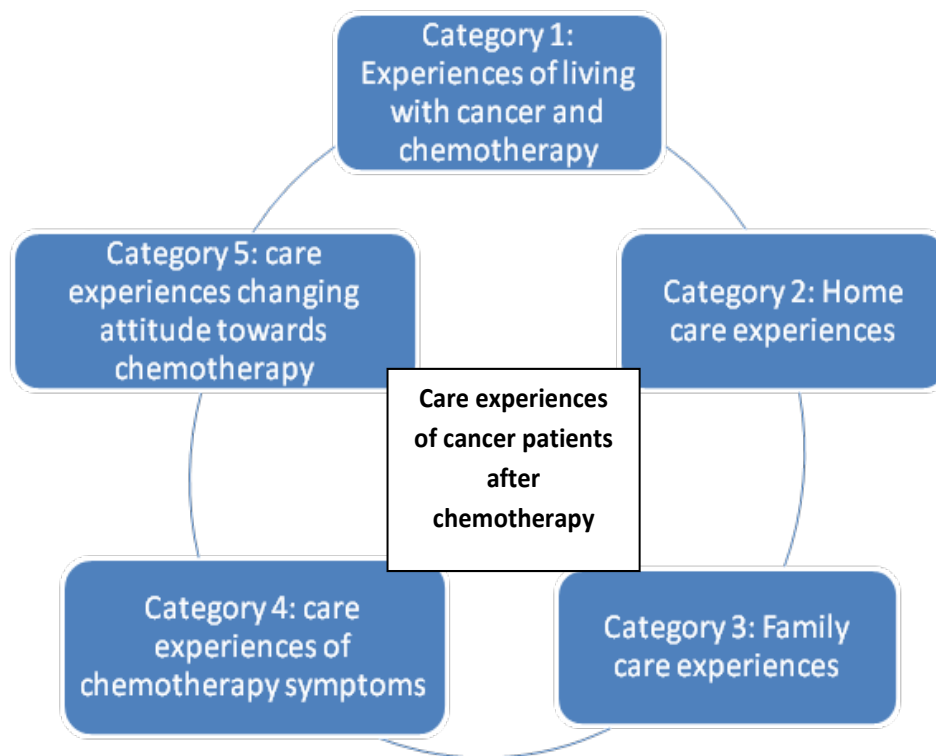 Category 1:
Experiences of living
with cancer and
chemotherapy
Category 2: Home
care experiences
Category 3: Family
care experiences
Category 4: care
experiences of
chemotherapy symptoms
Category 5: care
experiences changing
attitude towards
chemotherapy
Care experiences
of cancer patients
after
chemotherapy